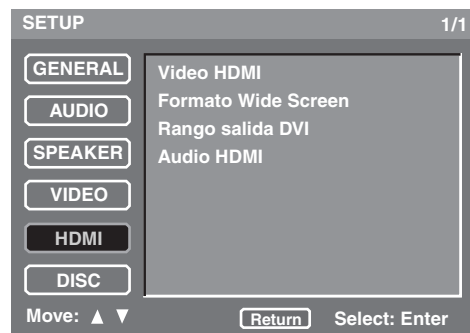 SETUP 1/1
GENERAL
AUDIO
SPEAKER
VIDEO
HDMI
DISC
Video HDMI
Formato Wide Screen
Rango salida DVI
Audio HDMI
Move: ▲ ▼ Return Select: Enter